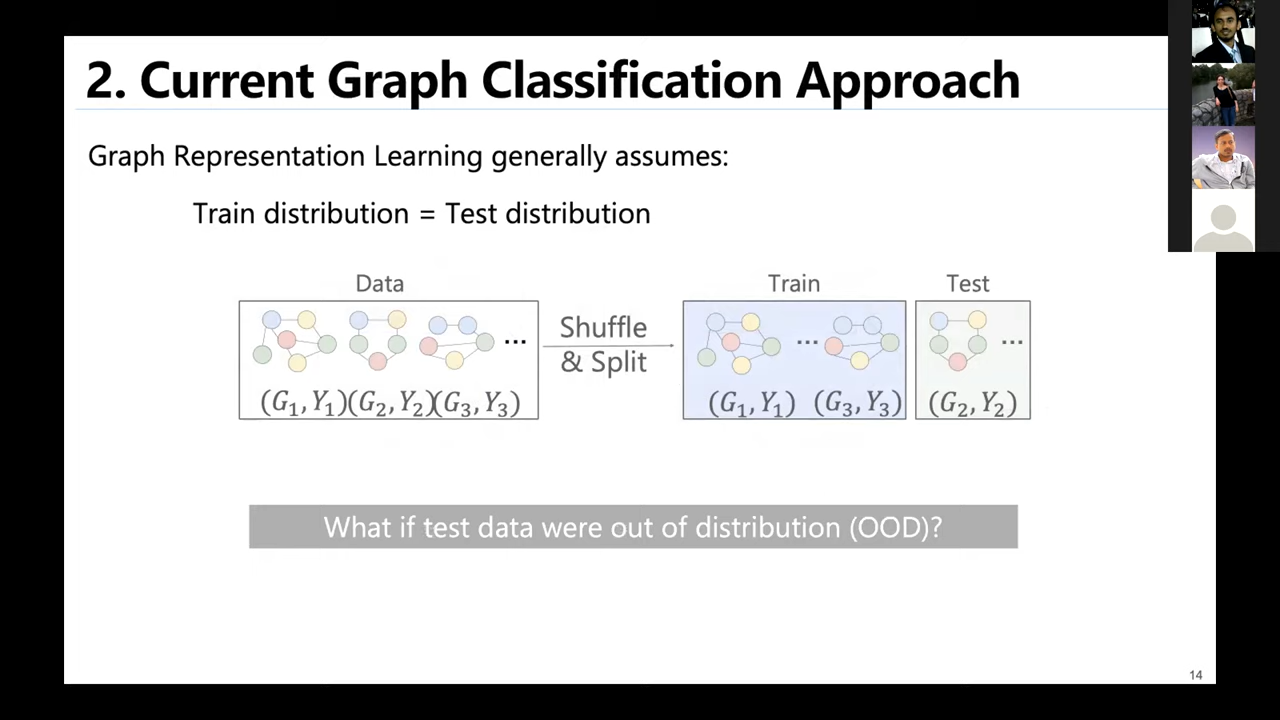 2. Current Graph Classification Approach
Graph Representation Learning generally assumes:
Train distribution = Test distribution
Data
Train
Test
Shuffle
& Split
...
...
...
(G₁, Y₁)(G₂, Y₂)(G₃, Y₃)
(G₁, Y₁) (G₃, Y₃)
(G₂, Y₂)
What if test data were out of distribution (OOD)?
14